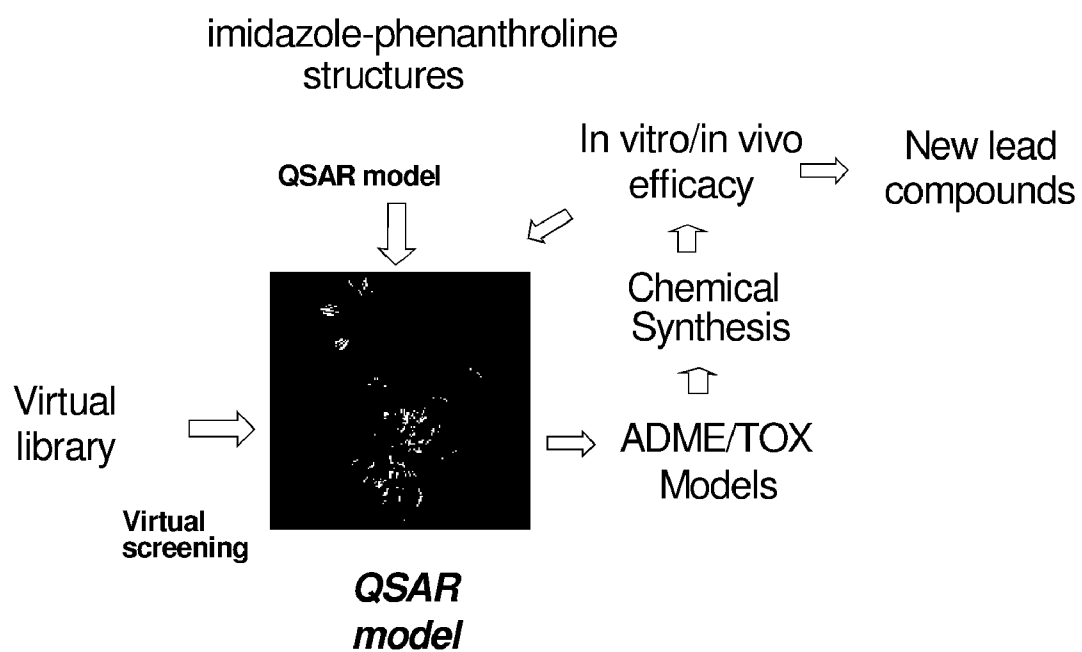 imidazole-phenanthroline
structures
QSAR model
In vitro/in vivo
efficacy
New lead
compounds
Chemical
Synthesis
Virtual
library
ADME/TOX
Models
Virtual
screening
QSAR
model